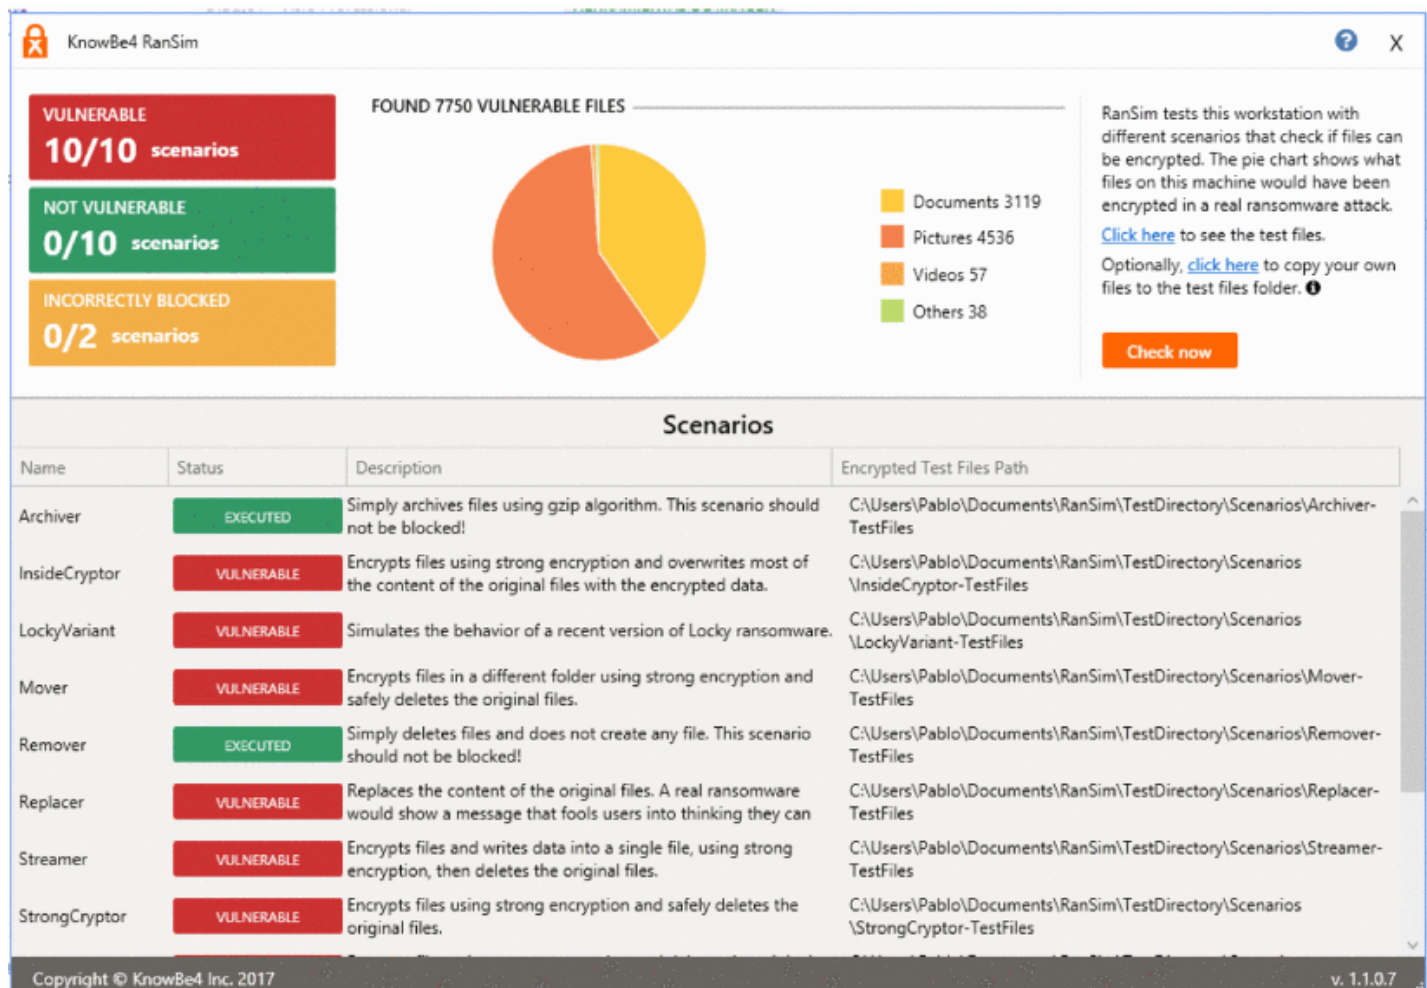 KnowBe4 RanSim
?
X
VULNERABLE
10/10 scenarios
NOT VULNERABLE
0/10 scenarios
INCORRECTLY BLOCKED
0/2 scenarios
FOUND 7750 VULNERABLE FILES
Documents 3119
Pictures 4536
Videos 57
Others 38
RanSim tests this workstation with
different scenarios that check if files can
be encrypted. The pie chart shows what
files on this machine would have been
encrypted in a real ransomware attack.
Click here to see the test files.
Optionally, click here to copy your own
files to the test files folder.
Check now
Scenarios
Name Status Description Encrypted Test Files Path
Archiver
EXECUTED
Simply archives files using gzip algorithm. This scenario should
not be blocked!
C:\Users\Pablo\Documents\RanSim\TestDirectory\Scenarios\Archiver-
TestFiles
InsideCryptor
VULNERABLE
Encrypts files using strong encryption and overwrites most of
the content of the original files with the encrypted data.
C:\Users\Pablo\Documents\RanSim\TestDirectory\Scenarios
\InsideCryptor-TestFiles
LockyVariant
VULNERABLE
Simulates the behavior of a recent version of Locky ransomware.
C:\Users\Pablo\Documents\RanSim\TestDirectory\Scenarios
\LockyVariant-TestFiles
Mover
VULNERABLE
Encrypts files in a different folder using strong encryption and
safely deletes the original files.
C:\Users\Pablo\Documents\RanSim\TestDirectory\Scenarios\Mover-
TestFiles
Remover
EXECUTED
Simply deletes files and does not create any file. This scenario
should not be blocked!
C:\Users\Pablo\Documents\RanSim\TestDirectory\Scenarios\Remover-
TestFiles
Replacer
VULNERABLE
Replaces the content of the original files. A real ransomware
would show a message that fools users into thinking they can
C:\Users\Pablo\Documents\RanSim\TestDirectory\Scenarios\Replacer-
TestFiles
Streamer
VULNERABLE
Encrypts files and writes data into a single file, using strong
encryption, then deletes the original files.
C:\Users\Pablo\Documents\RanSim\TestDirectory\Scenarios\Streamer-
TestFiles
StrongCryptor
VULNERABLE
Encrypts files using strong encryption and safely deletes the
original files.
C:\Users\Pablo\Documents\RanSim\TestDirectory\Scenarios
\StrongCryptor-TestFiles
Copyright © KnowBe4 Inc. 2017
v. 1.1.0.7